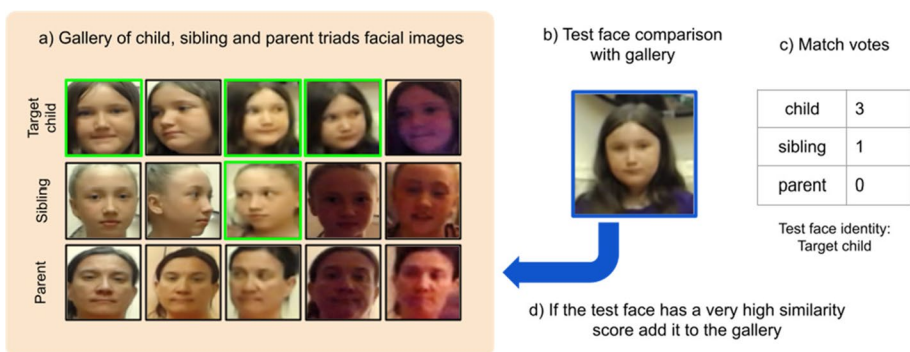 a) Gallery of child, sibling and parent triads facial images
Target
child
Sibling
Parent
b) Test face comparison
with gallery
c) Match votes
child 3
sibling 1
parent 0
Test face identity:
Target child
d) If the test face has a very high similarity
score add it to the gallery